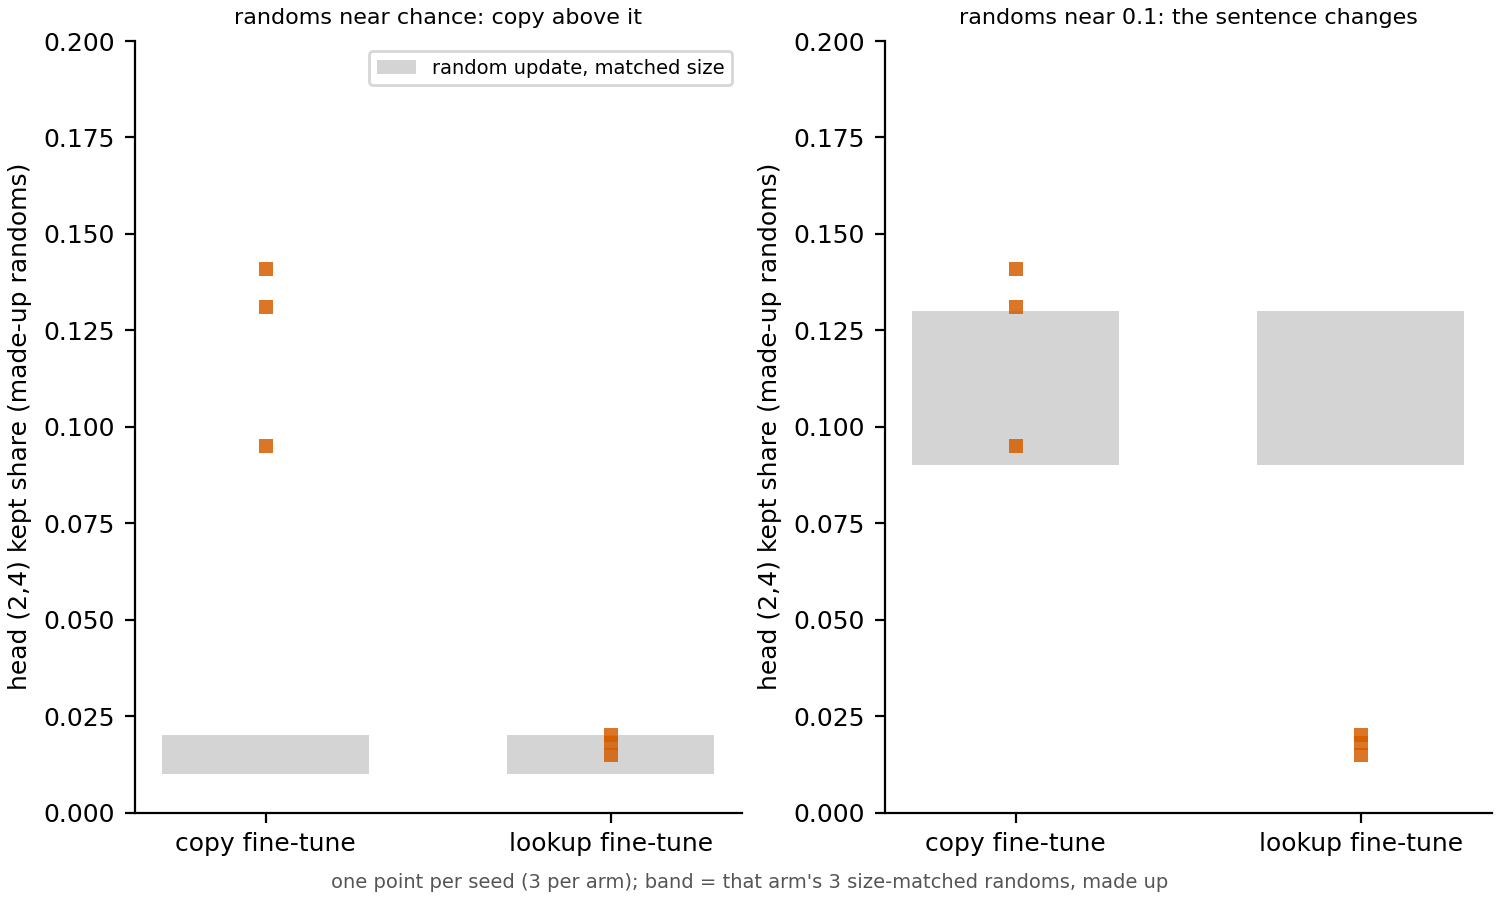 randoms near chance: copy above it
0.200
0.175
0.150
0.125
0.100
0.075
0.050
0.025
0.000
head (2,4) kept share (made-up randoms)
random update, matched size
copy fine-tune
lookup fine-tune
randoms near 0.1: the sentence changes
0.200
0.175
0.150
0.125
0.100
0.075
0.050
0.025
0.000
head (2,4) kept share (made-up randoms)
copy fine-tune
lookup fine-tune
one point per seed (3 per arm); band = that arm's 3 size-matched randoms, made up